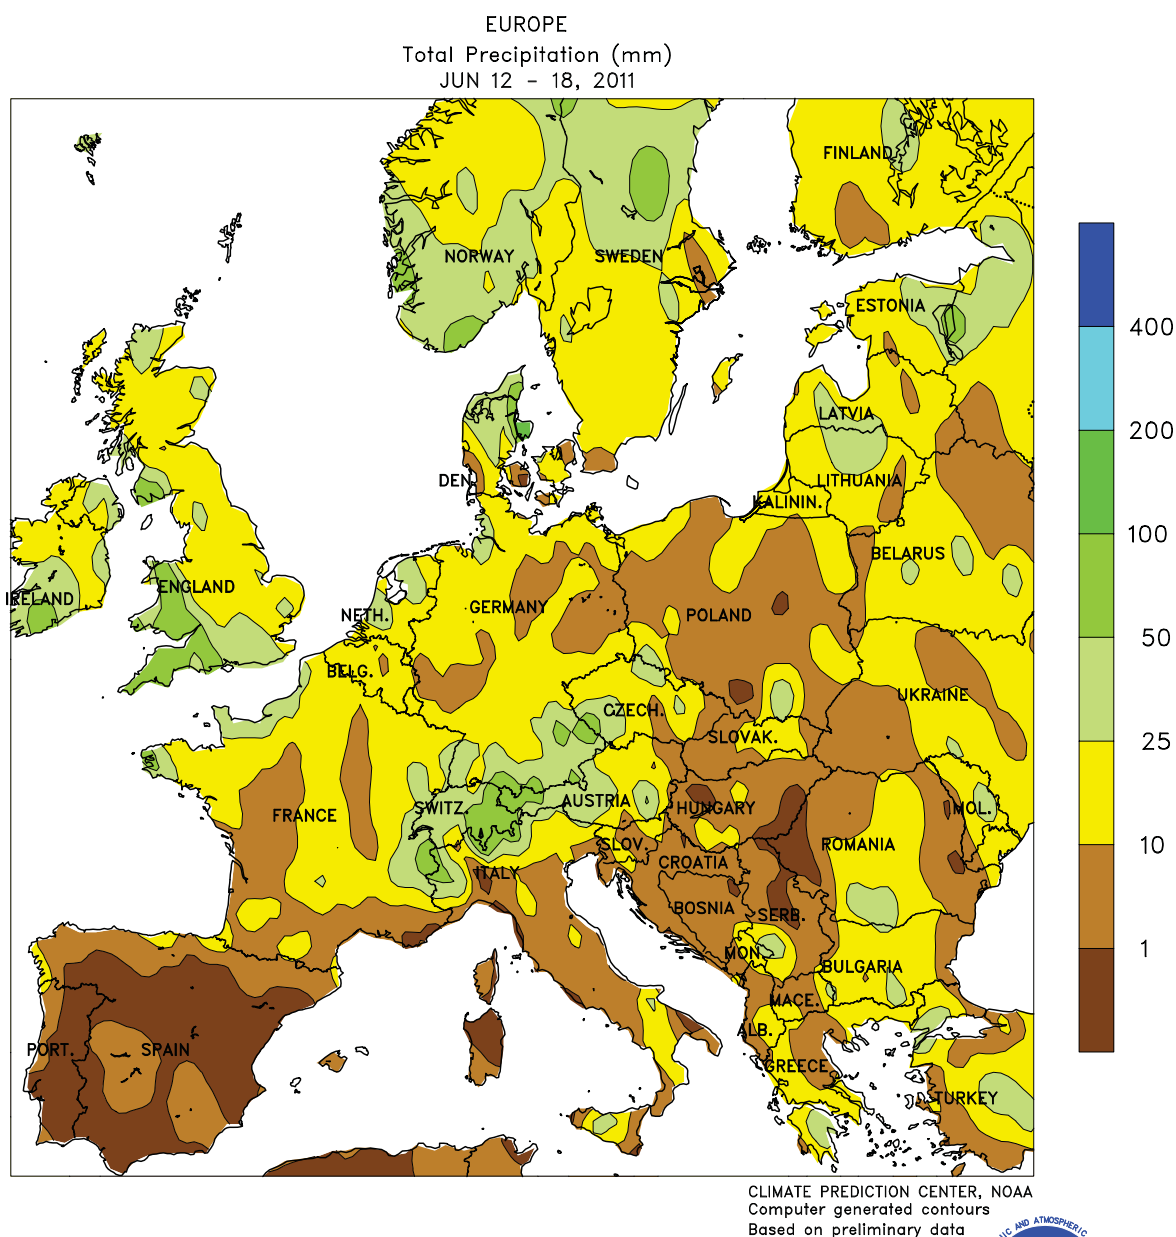 EUROPE
Total Precipitation (mm)
JUN 12 - 18, 2011
FINLAND
NORWAY
SWEDEN
ESTONIA
LATVIA
DEN.
LITHUANIA
KALININ.
BELARUS
IRELAND
ENGLAND
NETH.
GERMANY
POLAND
BELG.
UKRAINE
CZECH.
SLOVAK.
FRANCE
SWITZ.
AUSTRIA
HUNGARY
MOL.
SLOV.
ROMANIA
CROATIA
ITALY
BOSNIA
SERB.
MON.
BULGARIA
MACE.
PORT.
SPAIN
ALB.
GREECE
TURKEY
400
200
100
50
25
10
1
CLIMATE PREDICTION CENTER, NOAA
Computer generated contours
Based on preliminary data
NIC AND ATMOSPHERIC